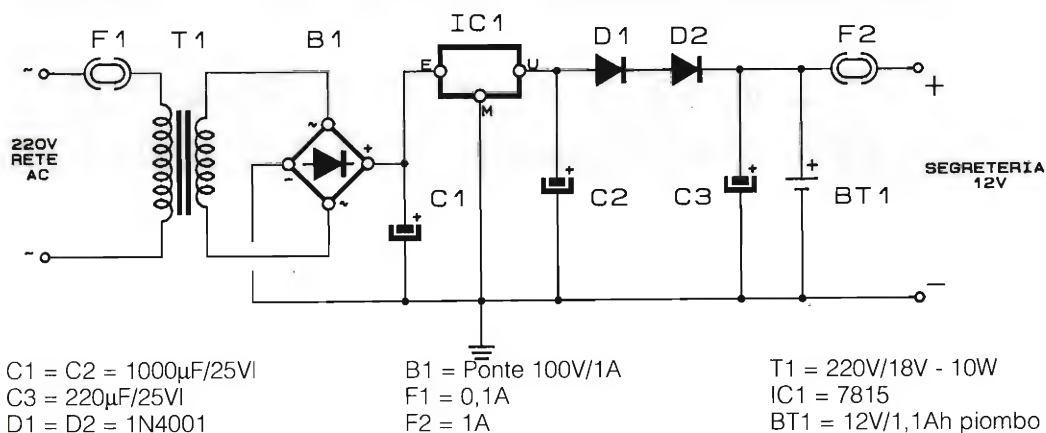 F1 T1 B1 IC1 D1 D2 F2
E U
M
~ ~ + +
220V
RETE
AC
- + + + + +
SEGRETERIA
12V
C1 C2 C3 BT1
~ ~ −
C1 = C2 = 1000µF/25Vl
C3 = 220µF/25Vl
D1 = D2 = 1N4001
B1 = Ponte 100V/1A
F1 = 0,1A
F2 = 1A
T1 = 220V/18V - 10W
IC1 = 7815
BT1 = 12V/1,1Ah piombo